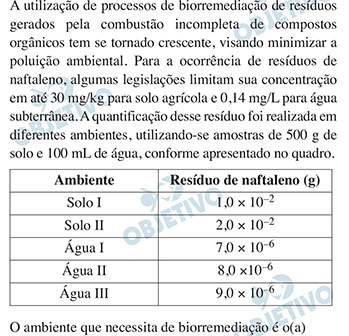 A utilização de processos de biorremediação de resíduos
gerados pela combustão incompleta de compostos
orgânicos tem se tornado crescente, visando minimizar a
poluição ambiental. Para a ocorrência de resíduos de
naftaleno, algumas legislações limitam sua concentração
em até 30 mg/kg para solo agrícola e 0,14 mg/L para água
subterrânea. A quantificação desse resíduo foi realizada em
diferentes ambientes, utilizando-se amostras de 500 g de
solo e 100 mL de água, conforme apresentado no quadro.
Ambiente Resíduo de naftaleno (g)
Solo I 1,0 × 10⁻²
Solo II 2,0 × 10⁻²
Água I 7,0 × 10⁻⁶
Água II 8,0 ×10⁻⁶
Água III 9,0 × 10⁻⁶
O ambiente que necessita de biorremediação é o(a)
OBJETIVO
OBJETIVO
OBJETIVO